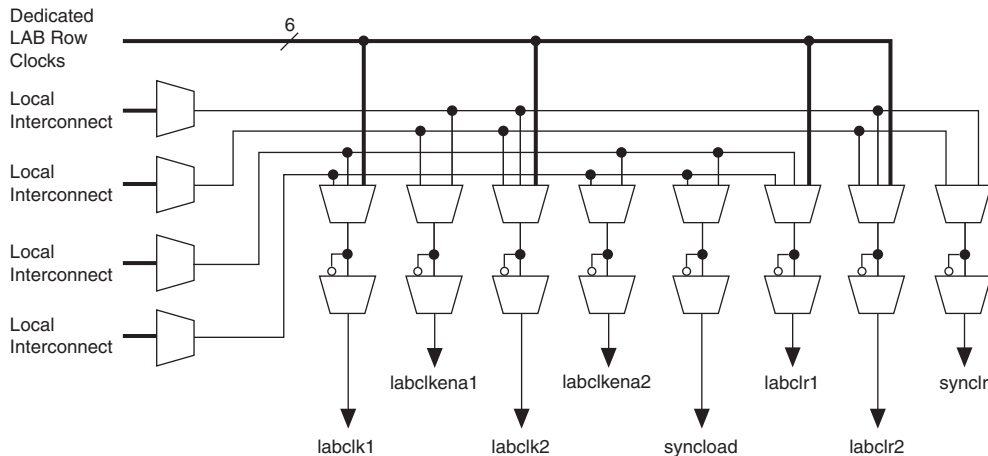 Dedicated
LAB Row
Clocks
6
Local
Interconnect
Local
Interconnect
Local
Interconnect
Local
Interconnect
labclkena1
labclkena2
labclr1
synclr
labclk1
labclk2
syncload
labclr2